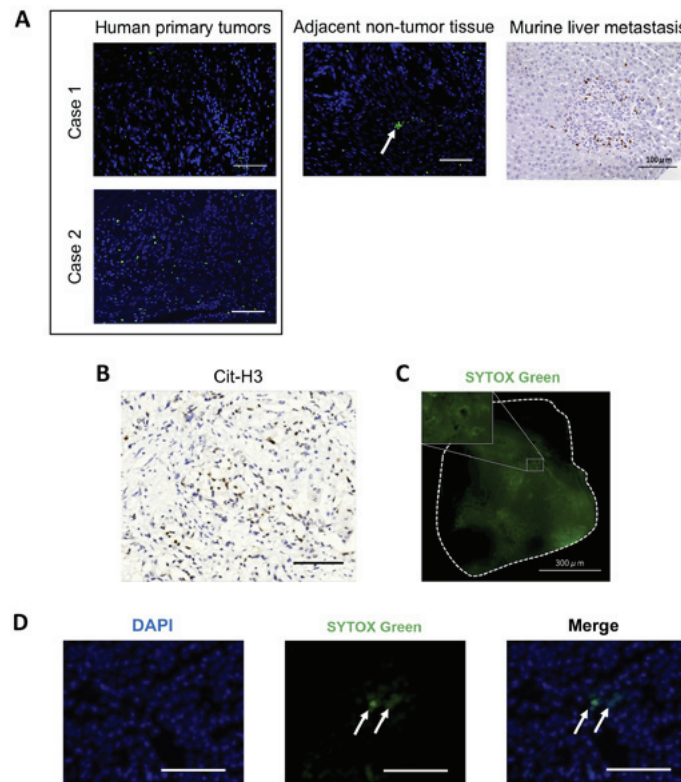 A
Human primary tumors
Adjacent non-tumor tissue
Murine liver metastasis
Case 1
100μm
Case 2
B
Cit-H3
C
SYTOX Green
300μm
D
DAPI
SYTOX Green
Merge